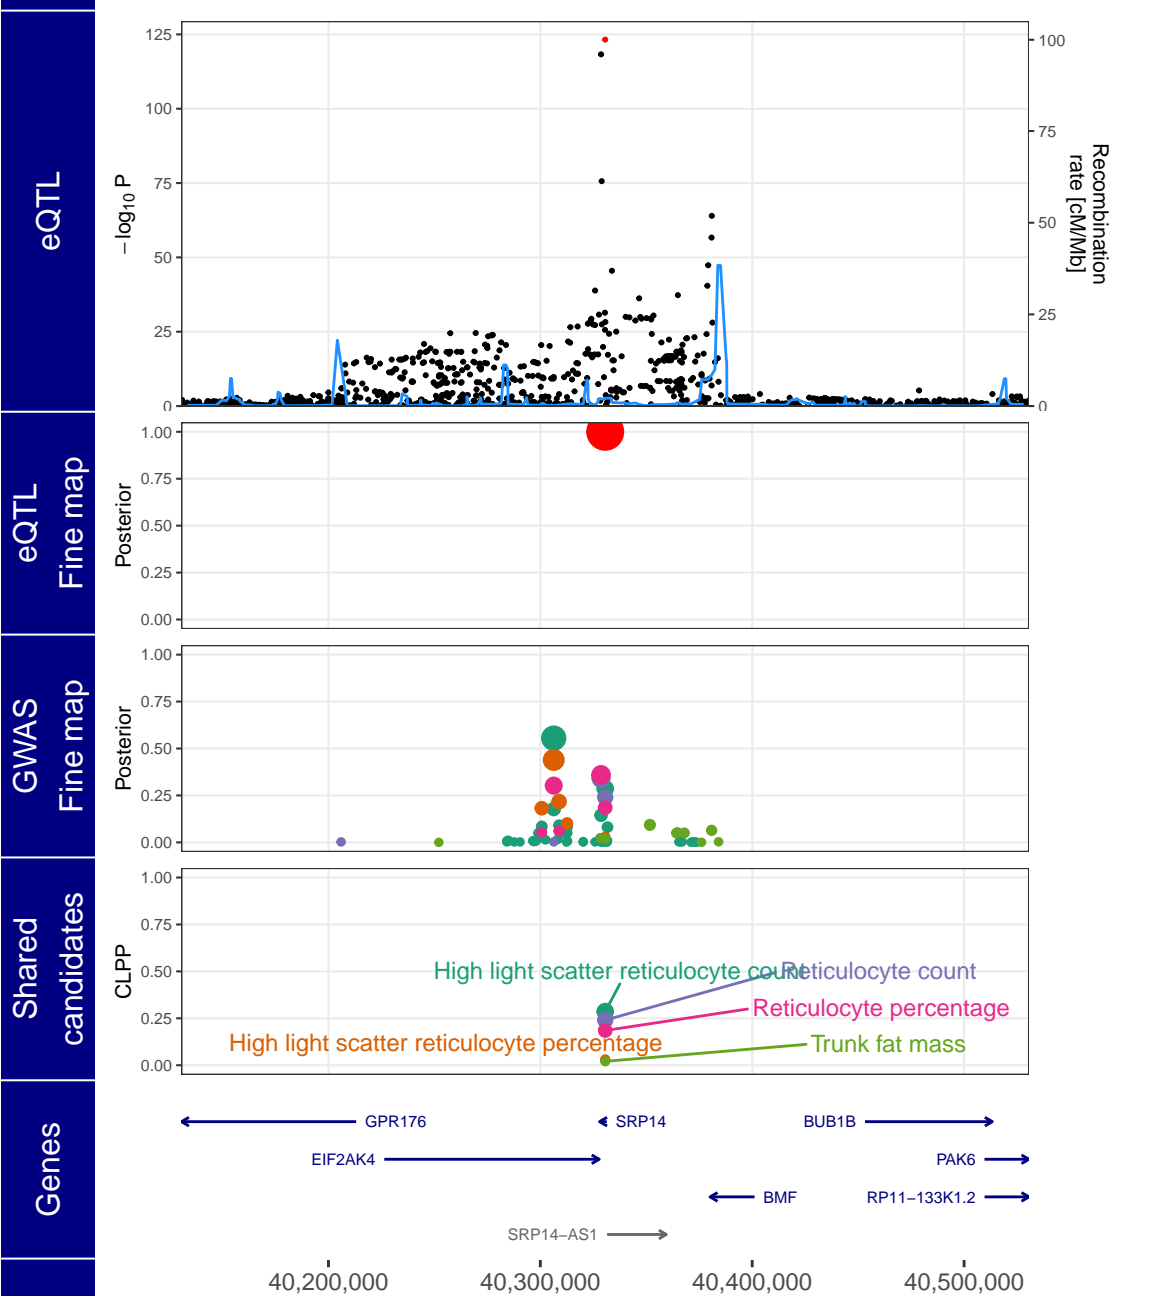 eQTL
−log10 P
125
100
75
50
25
0
100
75
50
25
0
Recombination
rate [cM/Mb]
eQTL
Fine map
Posterior
1.00
0.75
0.50
0.25
0.00
GWAS
Fine map
Posterior
1.00
0.75
0.50
0.25
0.00
Shared
candidates
CLPP
1.00
0.75
0.50
0.25
0.00
High light scatter reticulocyte count
Reticulocyte count
Reticulocyte percentage
High light scatter reticulocyte percentage
Trunk fat mass
Genes
GPR176
SRP14
BUB1B
EIF2AK4
PAK6
BMF
RP11−133K1.2
SRP14−AS1
40,200,000
40,300,000
40,400,000
40,500,000